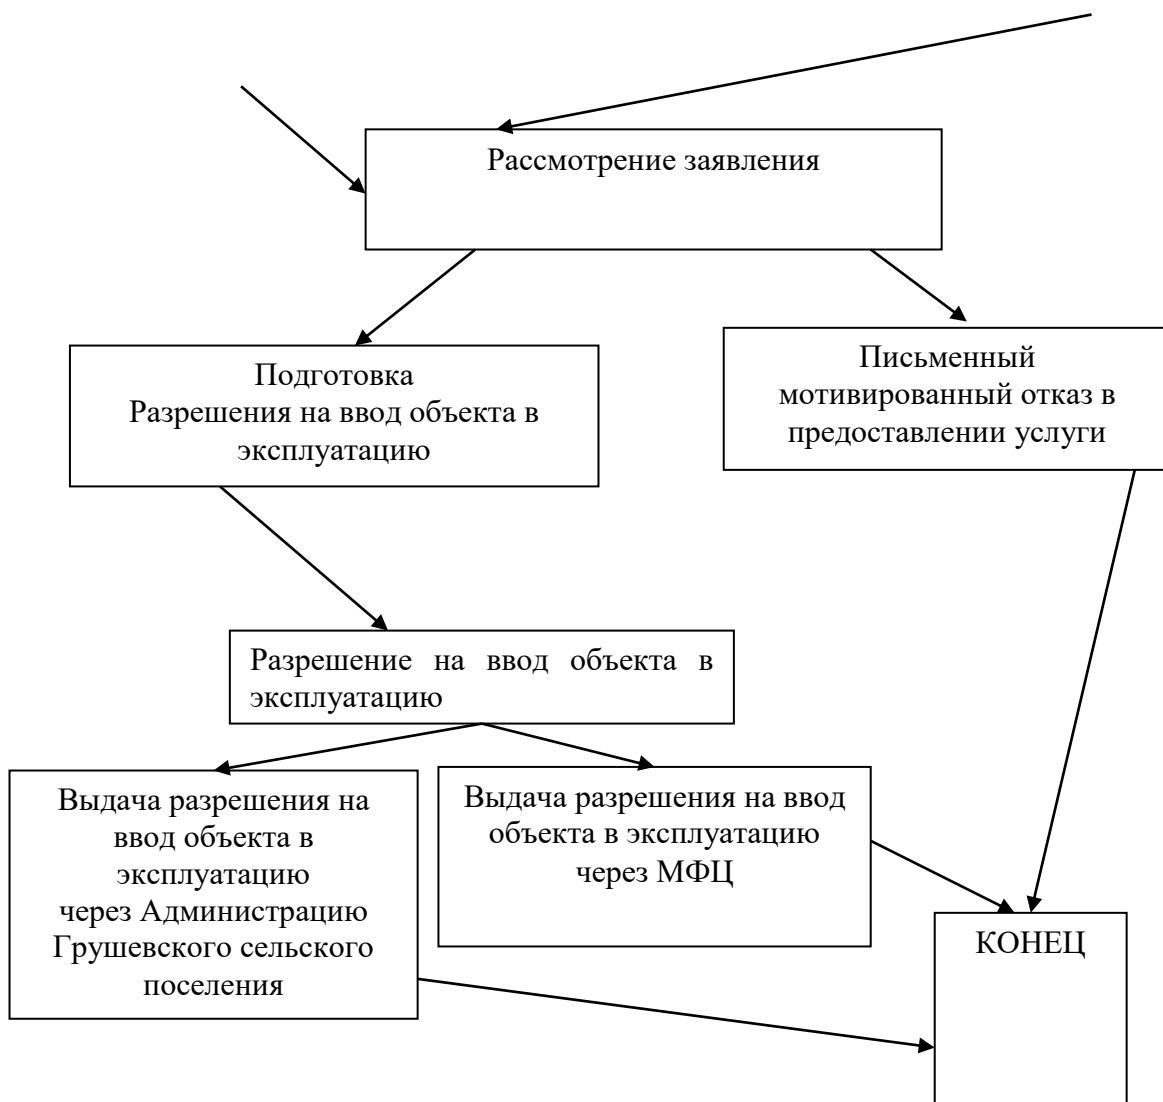 Рассмотрение заявления
Подготовка
Разрешения на ввод объекта в
эксплуатацию
Письменный
мотивированный отказ в
предоставлении услуги
Разрешение на ввод объекта в
эксплуатацию
Выдача разрешения на
ввод объекта в
эксплуатацию
через Администрацию
Грушевского сельского
поселения
Выдача разрешения на ввод
объекта в эксплуатацию
через МФЦ
КОНЕЦ